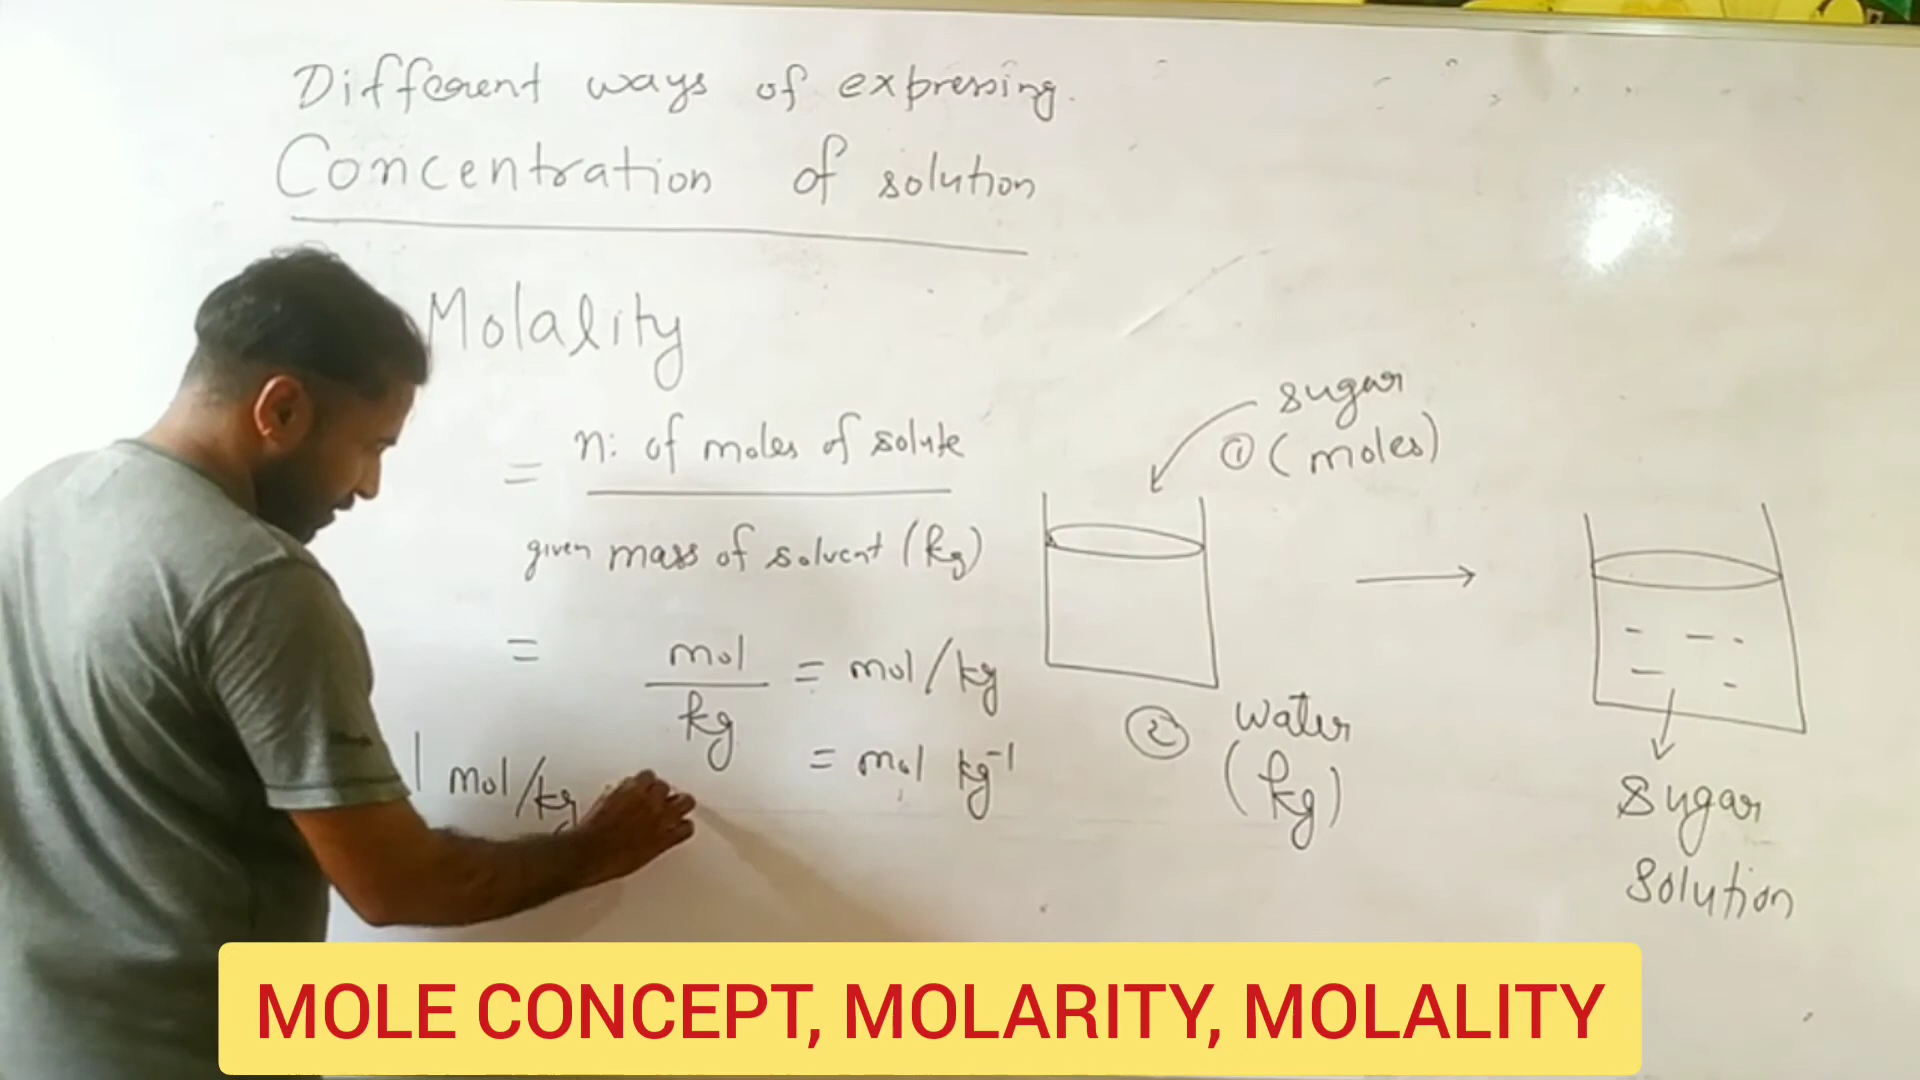 Different ways of expressing.
Concentration of solution
Molality
= n: of moles of solute
given mass of solvent (kg)
= mol
kg
= mol/kg
= mol kg⁻¹
1 mol/kg
sugar
① (moles)
② water
(kg)
Sugar
Solution
MOLE CONCEPT, MOLARITY, MOLALITY